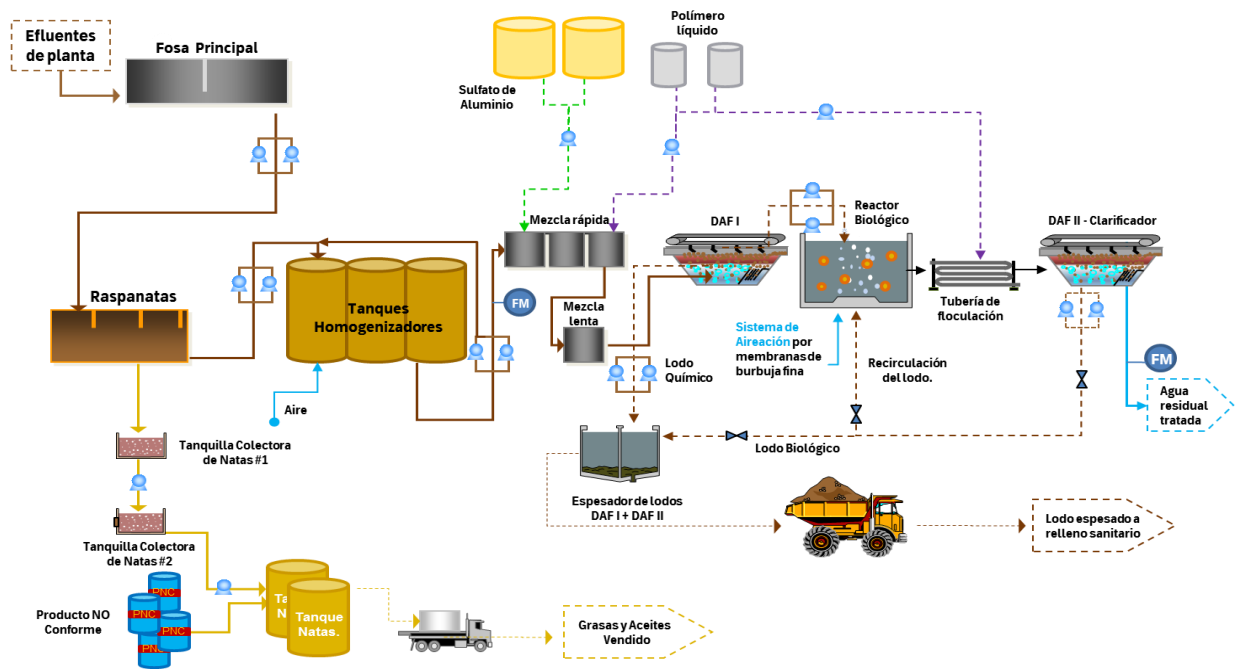 Efluentes
de planta
Fosa Principal
Sulfato de
Aluminio
Polímero
líquido
Raspanatas
Tanques
Homogenizadores
Aire
FM
Mezcla rápida
Mezcla
lenta
DAF I
Lodo
Químico
Reactor
Biológico
Sistema de
Aireación por
membranas de
burbuja fina
Recirculación
del lodo.
Tubería de
floculación
DAF II - Clarificador
FM
Agua
residual
tratada
Lodo Biológico
Espesador de lodos
DAF I + DAF II
Lodo espesado a
relleno sanitario
Tanquilla Colectora
de Natas #1
Tanquilla Colectora
de Natas #2
Producto NO
Conforme
PNC
PNC
PNC
PNC
Tanque
Natas.
Grasas y Aceites
Vendido